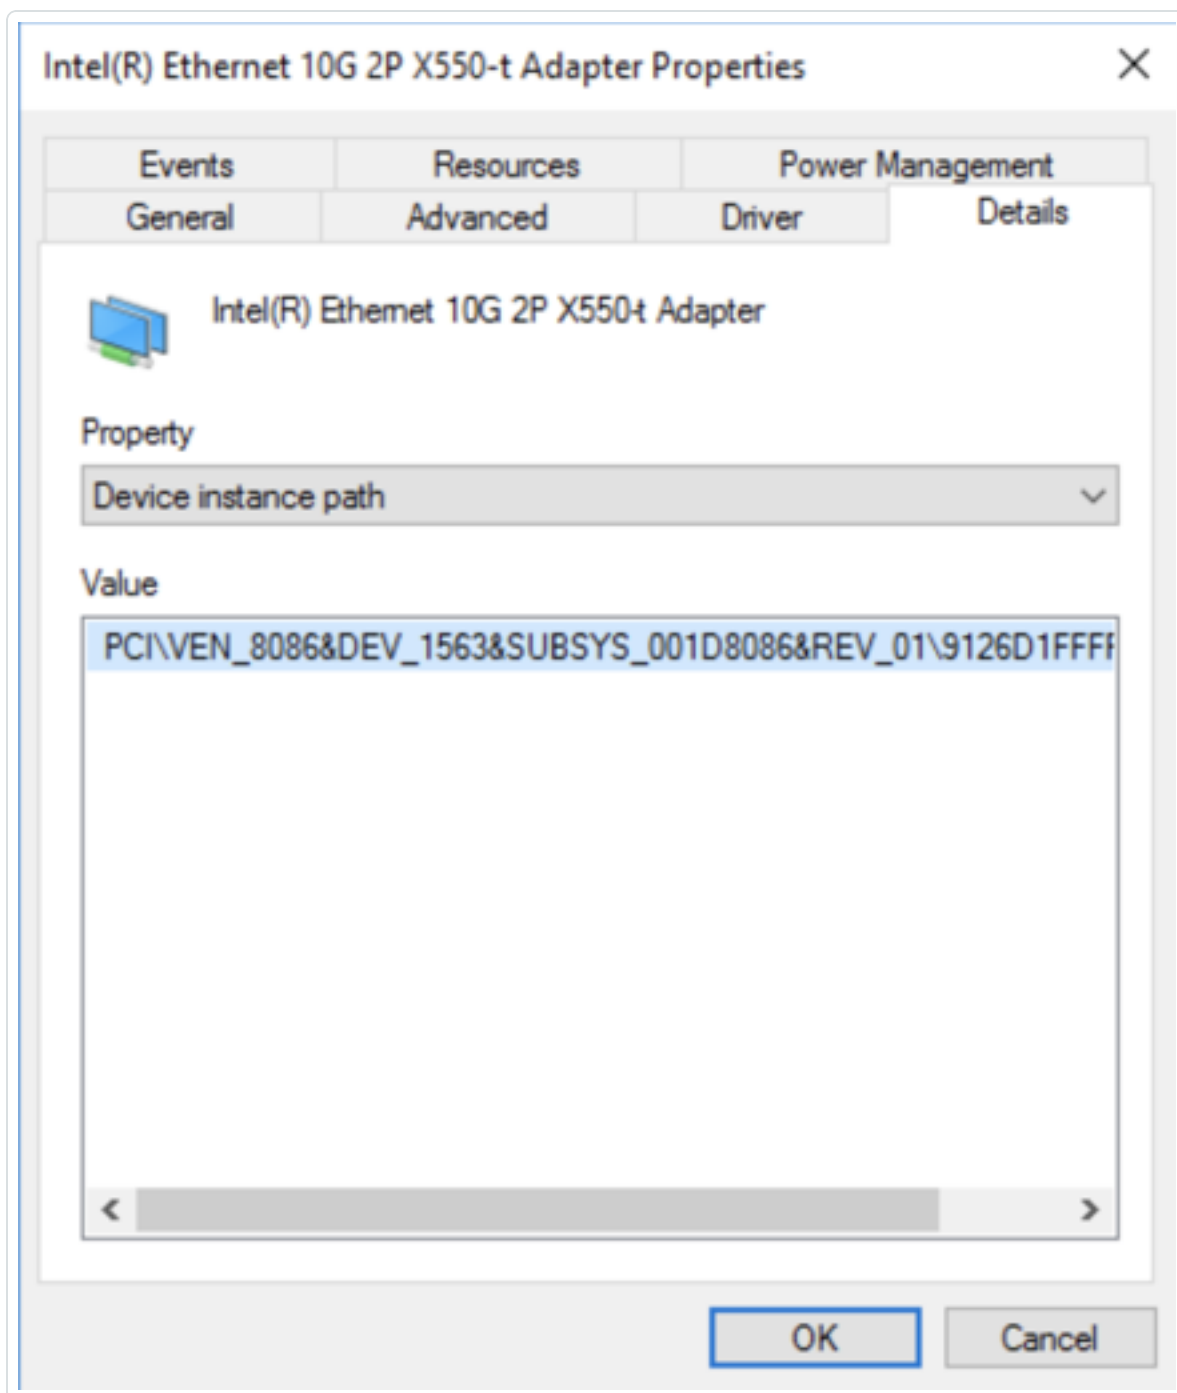 Intel(R) Ethernet 10G 2P X550-t Adapter Properties
Events Resources Power Management
General Advanced Driver Details
Intel(R) Ethernet 10G 2P X550-t Adapter
Property
Device instance path
Value
PCI\VEN_8086&DEV_1563&SUBSYS_001D8086&REV_01\9126D1FFFF
OK Cancel